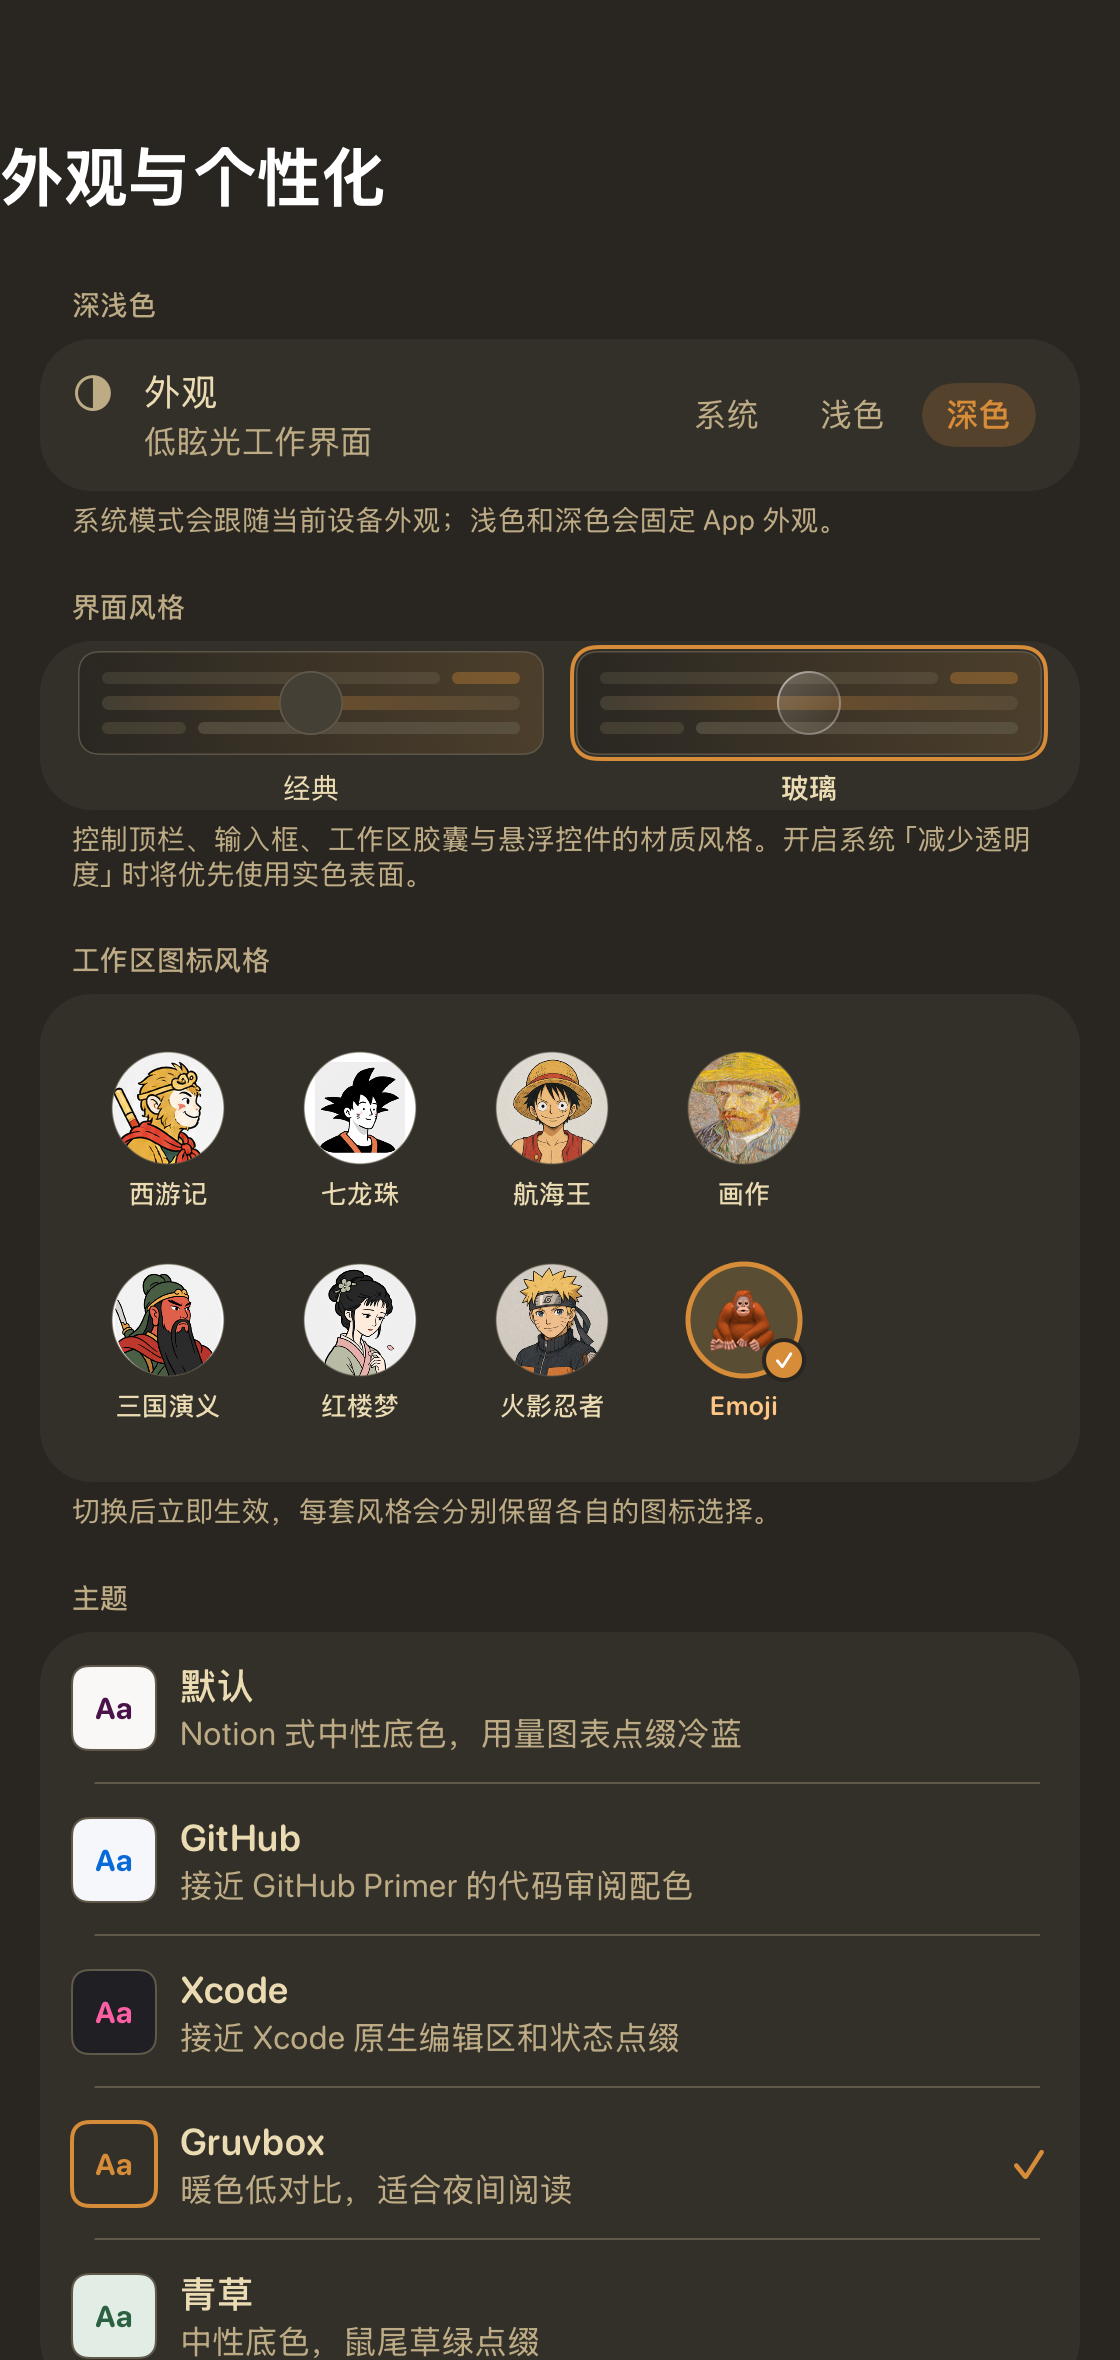 外观与个性化
深浅色
外观
低眩光工作界面
系统 浅色 深色
系统模式会跟随当前设备外观；浅色和深色会固定 App 外观。
界面风格
经典 玻璃
控制顶栏、输入框、工作区胶囊与悬浮控件的材质风格。开启系统「减少透明
度」时将优先使用实色表面。
工作区图标风格
西游记 七龙珠 航海王 画作
三国演义 红楼梦 火影忍者 Emoji
切换后立即生效，每套风格会分别保留各自的图标选择。
主题
Aa 默认
Notion 式中性底色，用量图表点缀冷蓝
Aa GitHub
接近 GitHub Primer 的代码审阅配色
Aa Xcode
接近 Xcode 原生编辑区和状态点缀
Aa Gruvbox
暖色低对比，适合夜间阅读
Aa 青草
中性底色，鼠尾草绿点缀